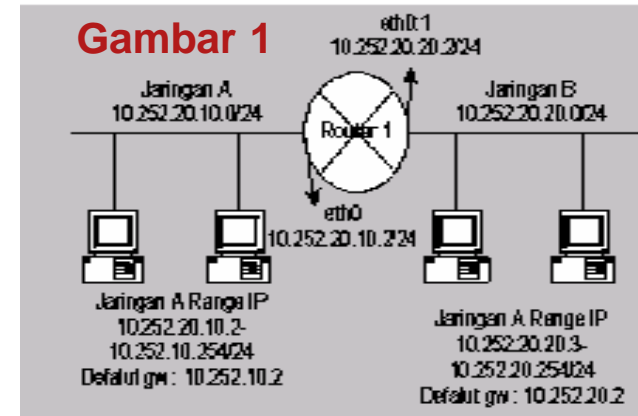 Gambar 1
eth0:1
10.252.20.20.2/24
Jaringan A
10.252.20.10.0/24
Jaringan B
10.252.20.20.0/24
Router 1
eth0
10.252.20.10.2/24
Jaringan A Range IP
10.252.20.10.2-
10.252.10.254/24
Defalut gw : 10.252.10.2
Jaringan A Range IP
10.252.20.20.3-
10.252.20.254/24
Defalut gw : 10.252.20.2